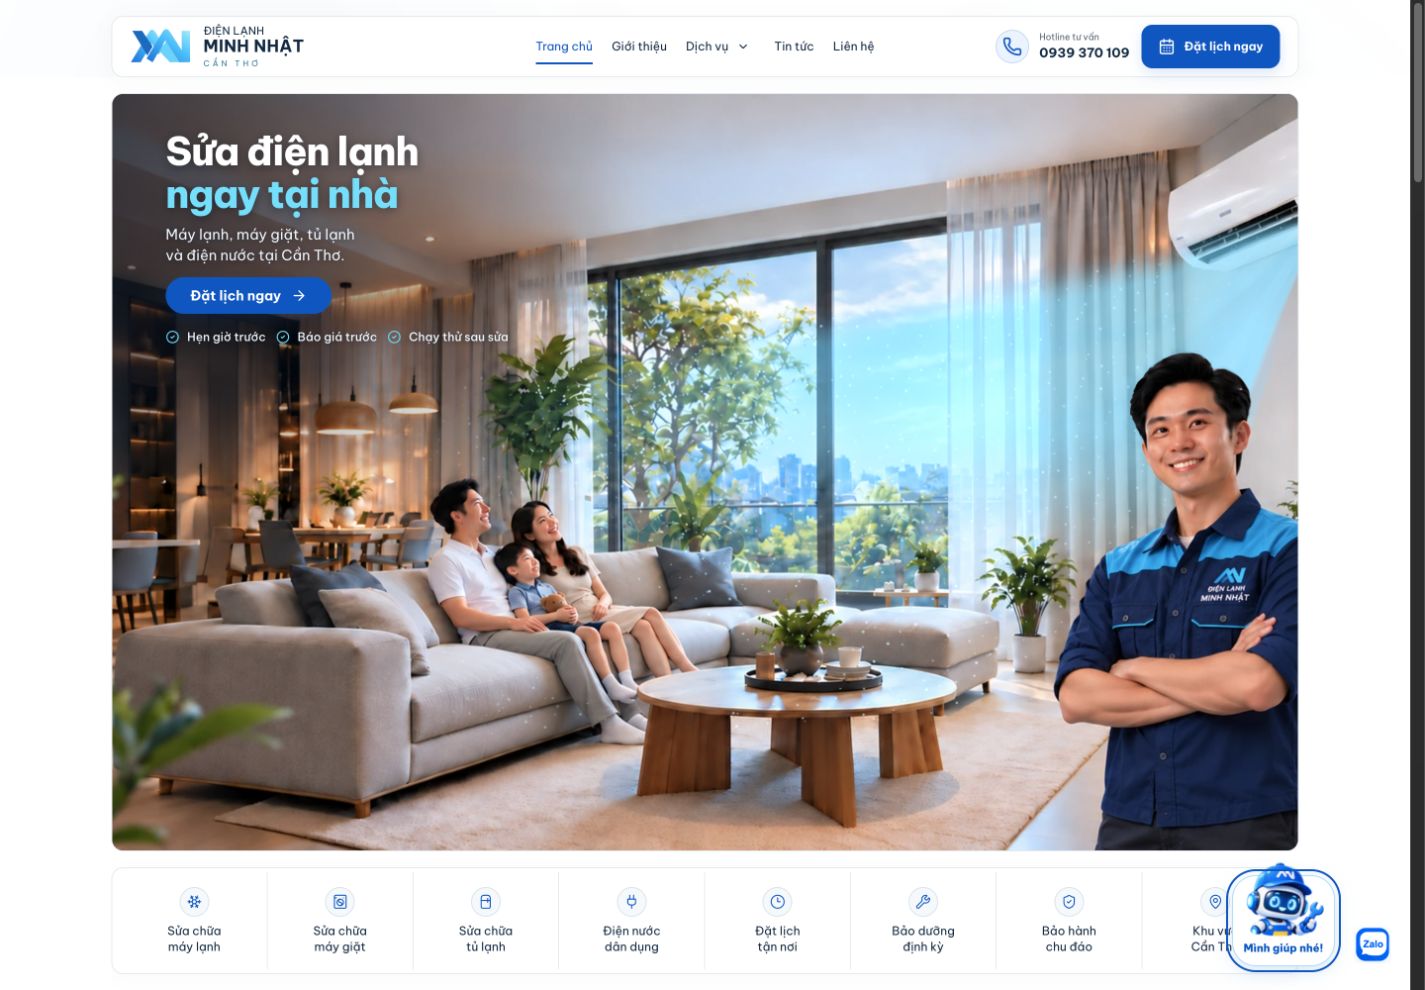 ĐIỆN LẠNH
MINH NHẬT
CẦN THƠ
Trang chủ
Giới thiệu
Dịch vụ
Tin tức
Liên hệ
Hotline tư vấn
0939 370 109
Đặt lịch ngay
Sửa điện lạnh
ngay tại nhà
Máy lạnh, máy giặt, tủ lạnh
và điện nước tại Cần Thơ.
Đặt lịch ngay
Hẹn giờ trước
Báo giá trước
Chạy thử sau sửa
ĐIỆN LẠNH
MINH NHẬT
Sửa chữa
máy lạnh
Sửa chữa
máy giặt
Sửa chữa
tủ lạnh
Điện nước
dân dụng
Đặt lịch
tận nơi
Bảo dưỡng
định kỳ
Bảo hành
chu đáo
Khu
Cần
Mình giúp nhé!
Zalo